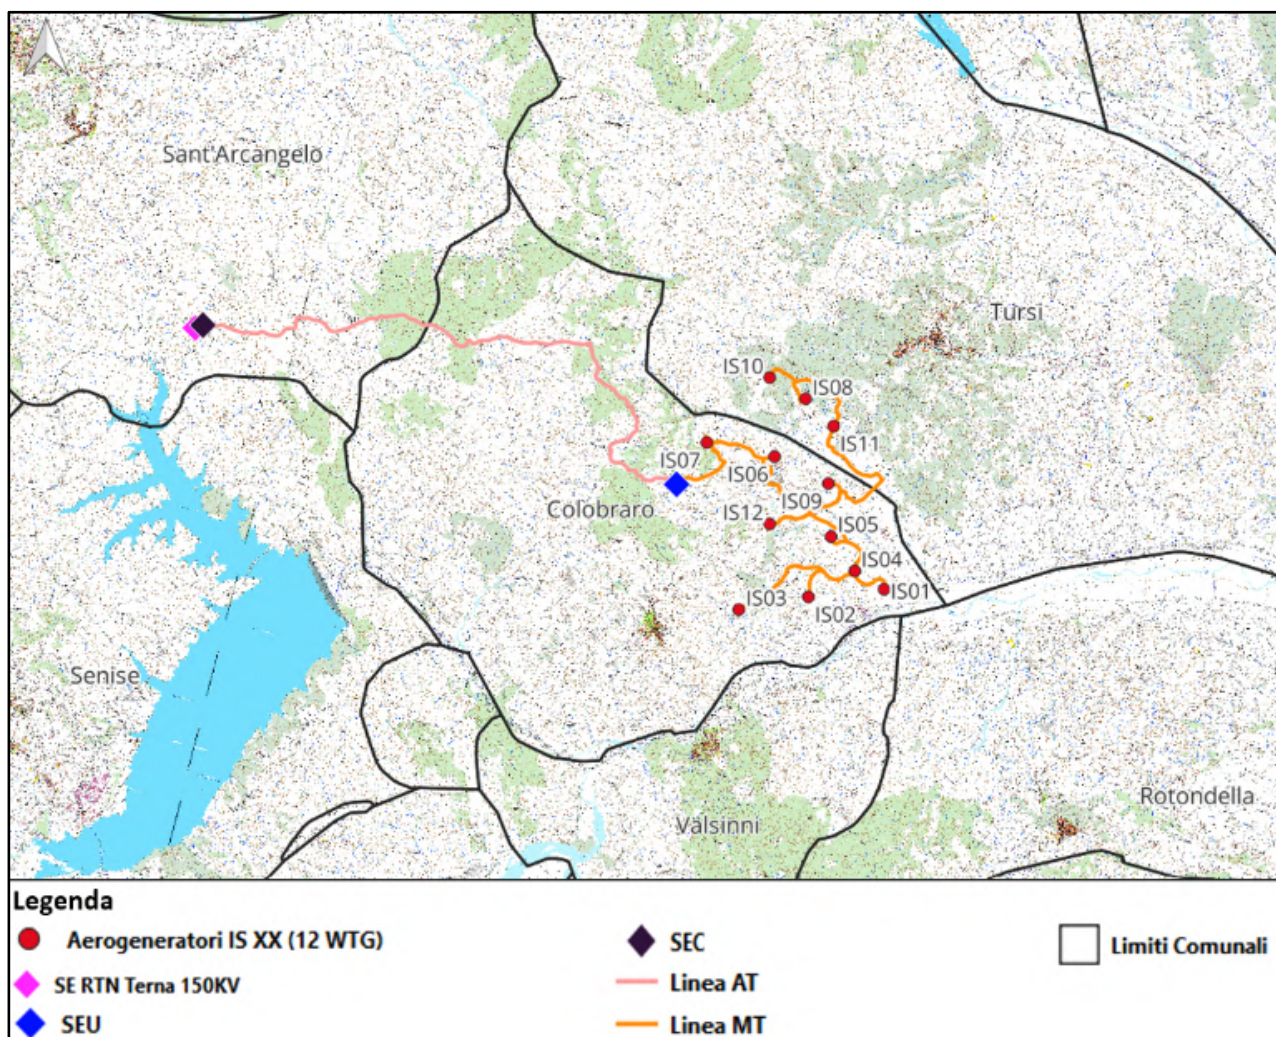 Sant'Arcangelo
Tursi
IS10
IS08
IS11
IS07
IS06
IS09
Colobraro
IS12
IS05
IS04
IS03
IS01
IS02
Senise
Valsinni
Rotondella
Legenda
Aerogeneratori IS XX (12 WTG)
SEC
Limiti Comunali
SE RTN Terna 150KV
Linea AT
SEU
Linea MT